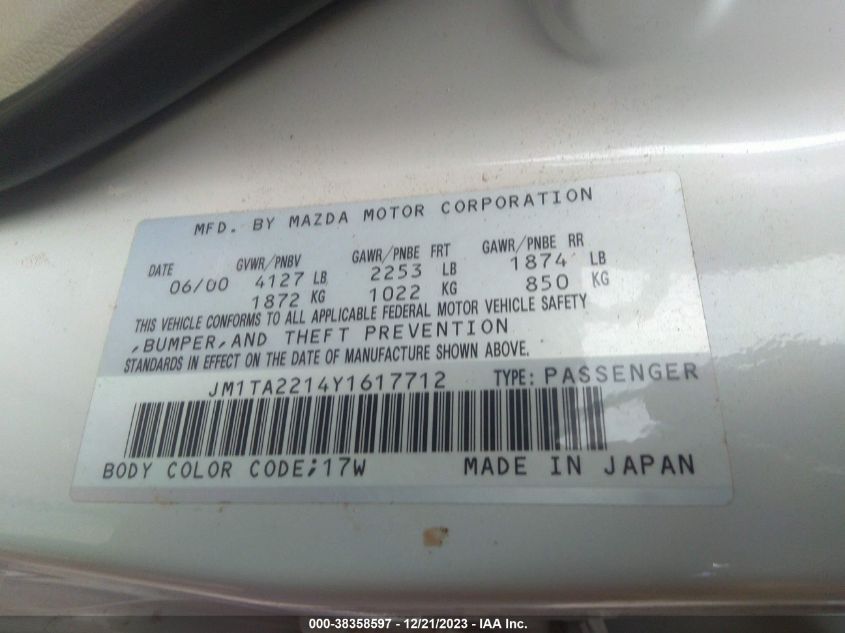 MFD. BY MAZDA MOTOR CORPORATION
DATE GVWR/PNBV GAWR/PNBE FRT GAWR/PNBE RR
06/00 4127 LB 2253 LB 1874 LB
1872 KG 1022 KG 850 KG
THIS VEHICLE CONFORMS TO ALL APPLICABLE FEDERAL MOTOR VEHICLE SAFETY
,BUMPER,AND THEFT PREVENTION
STANDARDS IN EFFECT ON THE DATE OF MANUFACTURE SHOWN ABOVE.
JM1TA2214Y1617712 TYPE: PASSENGER
BODY COLOR CODE;17W MADE IN JAPAN
000-38358597 - 12/21/2023 - IAA Inc.